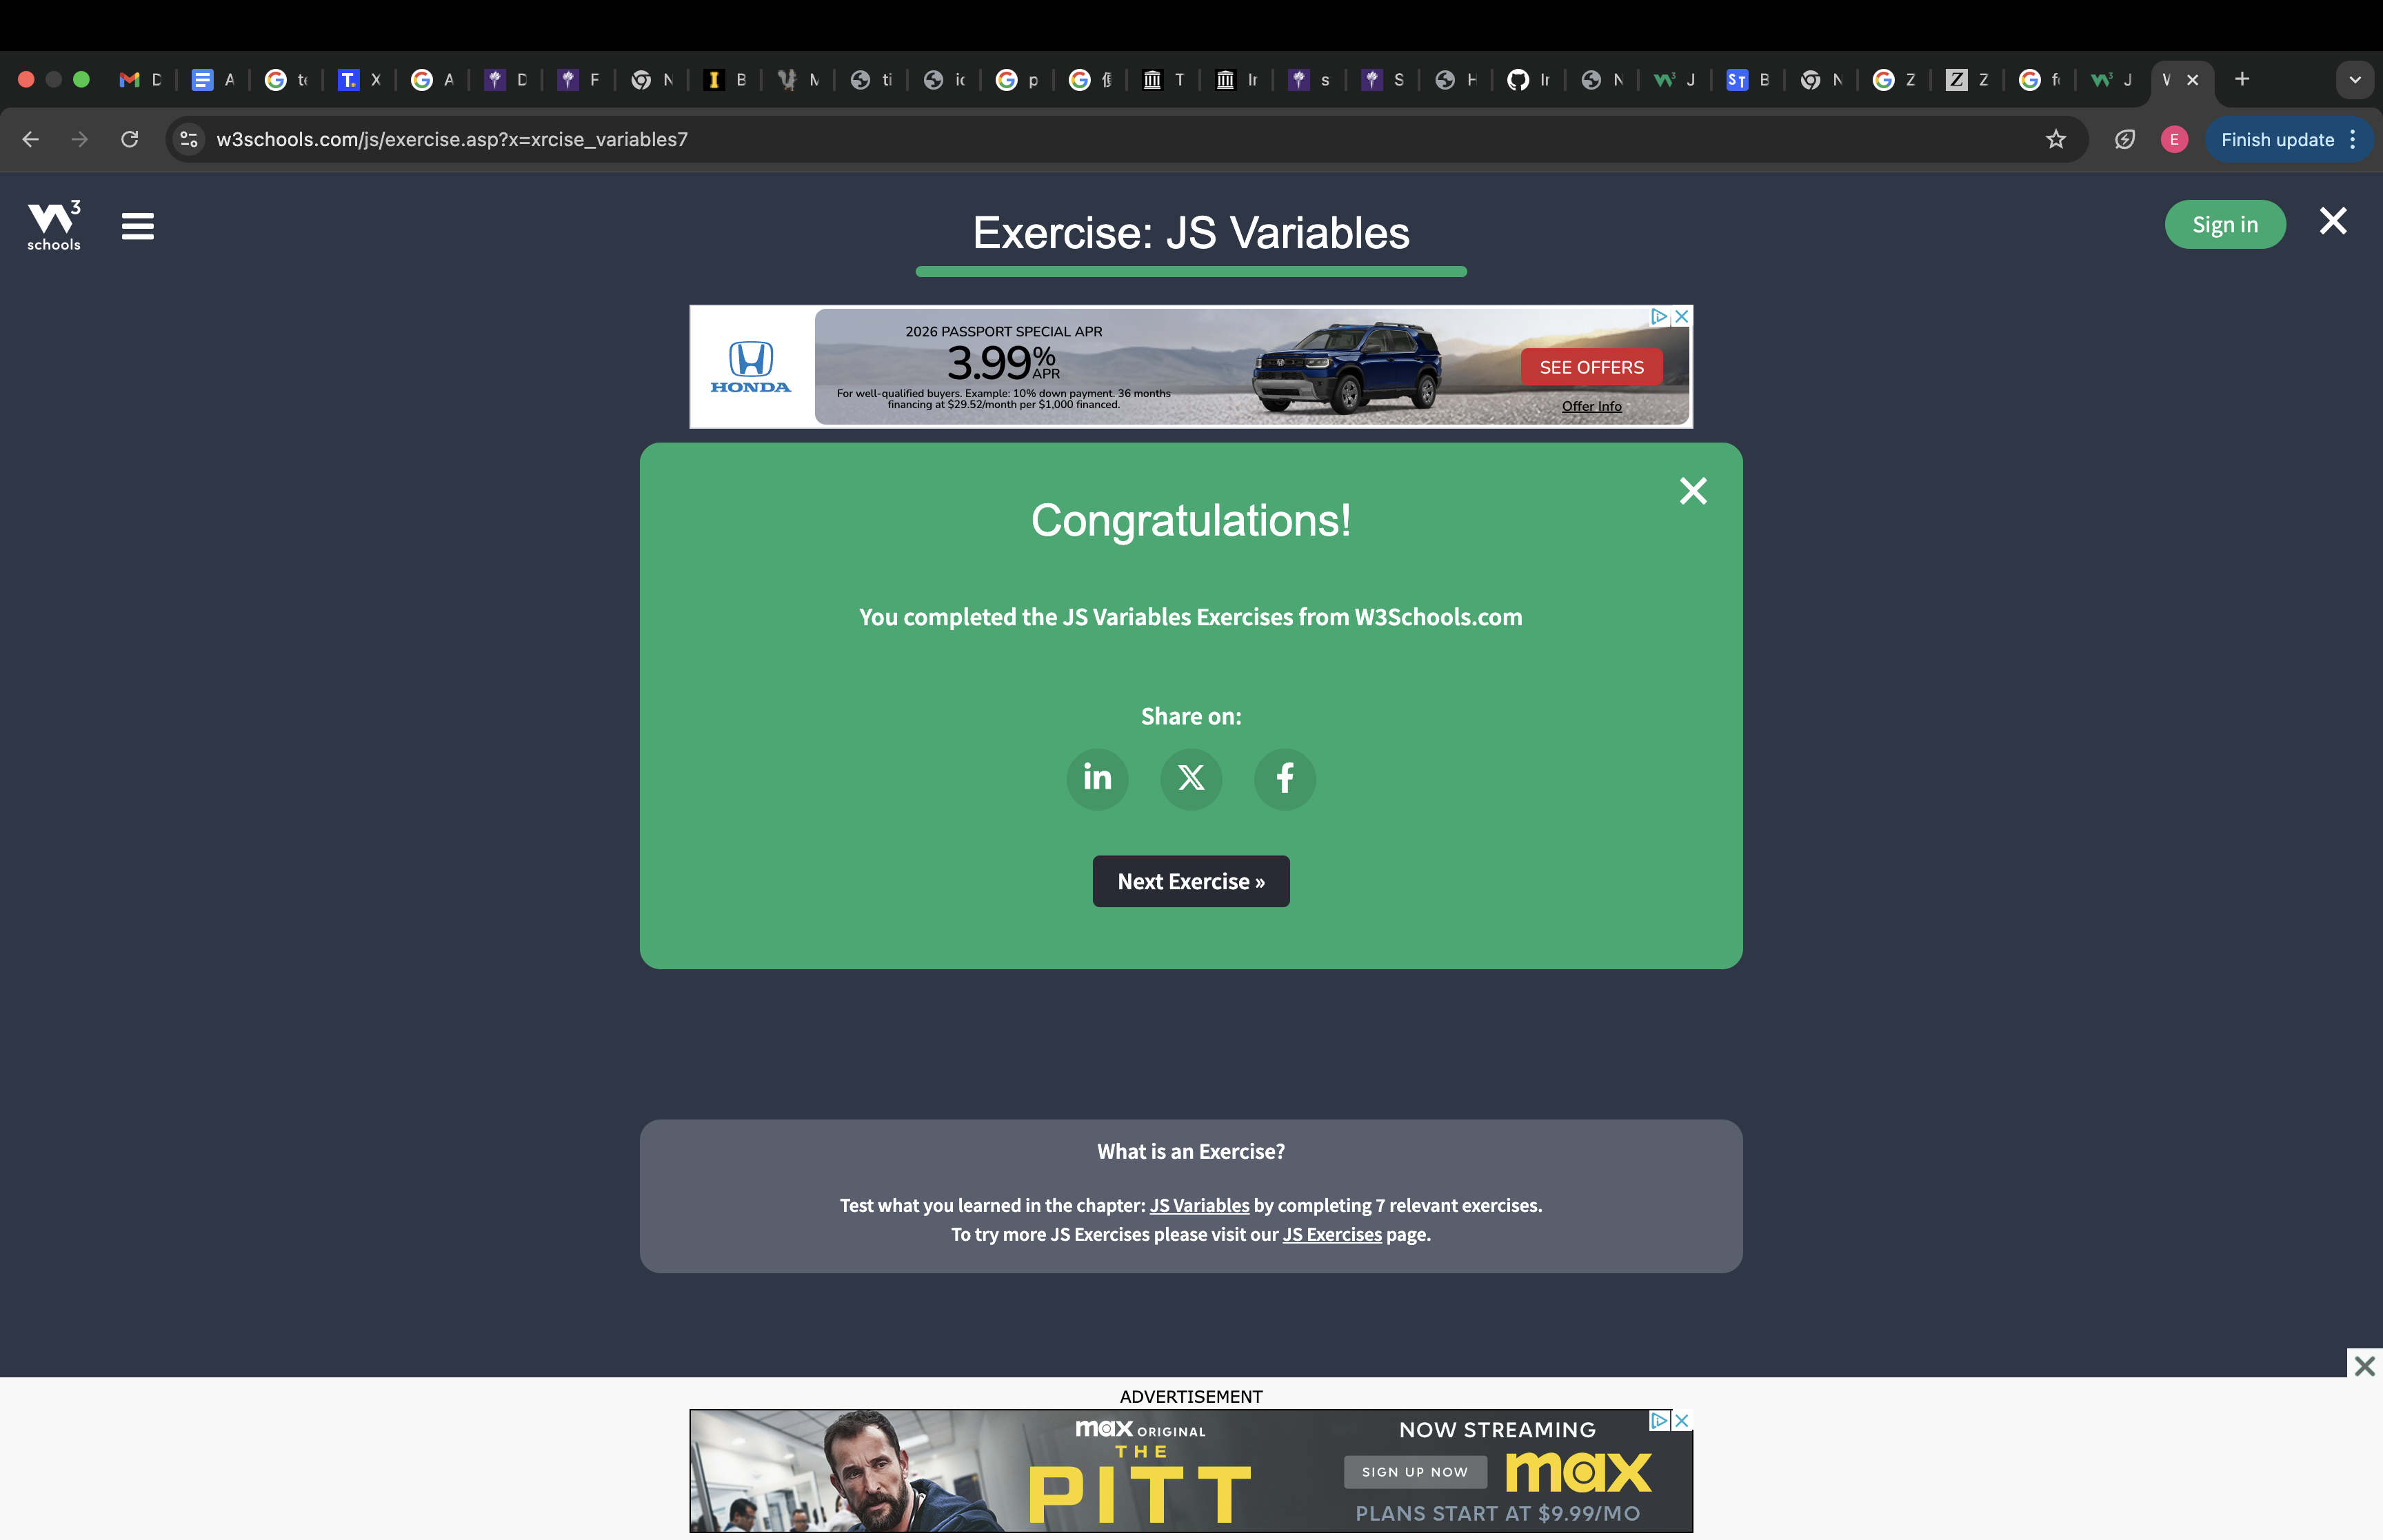 D
A
te
T. X
A
D
F
N
I B
M
ti
ic
p
T
Ir
s
S
H
Ir
N
W3 J
ST B
N
Z
Z Z
W3 J
w3schools.com/js/exercise.asp?x=xrcise_variables7
E
Finish update
W3
schools
Exercise: JS Variables
Sign in
HONDA
2026 PASSPORT SPECIAL APR
3.99% APR
For well-qualified buyers. Example: 10% down payment. 36 months
financing at $29.52/month per $1,000 financed.
SEE OFFERS
Offer Info
Congratulations!
You completed the JS Variables Exercises from W3Schools.com
Share on:
in X f
Next Exercise »
What is an Exercise?
Test what you learned in the chapter: JS Variables by completing 7 relevant exercises.
To try more JS Exercises please visit our JS Exercises page.
ADVERTISEMENT
max ORIGINAL
THE
PITT
NOW STREAMING
SIGN UP NOW
max
PLANS START AT $9.99/MO